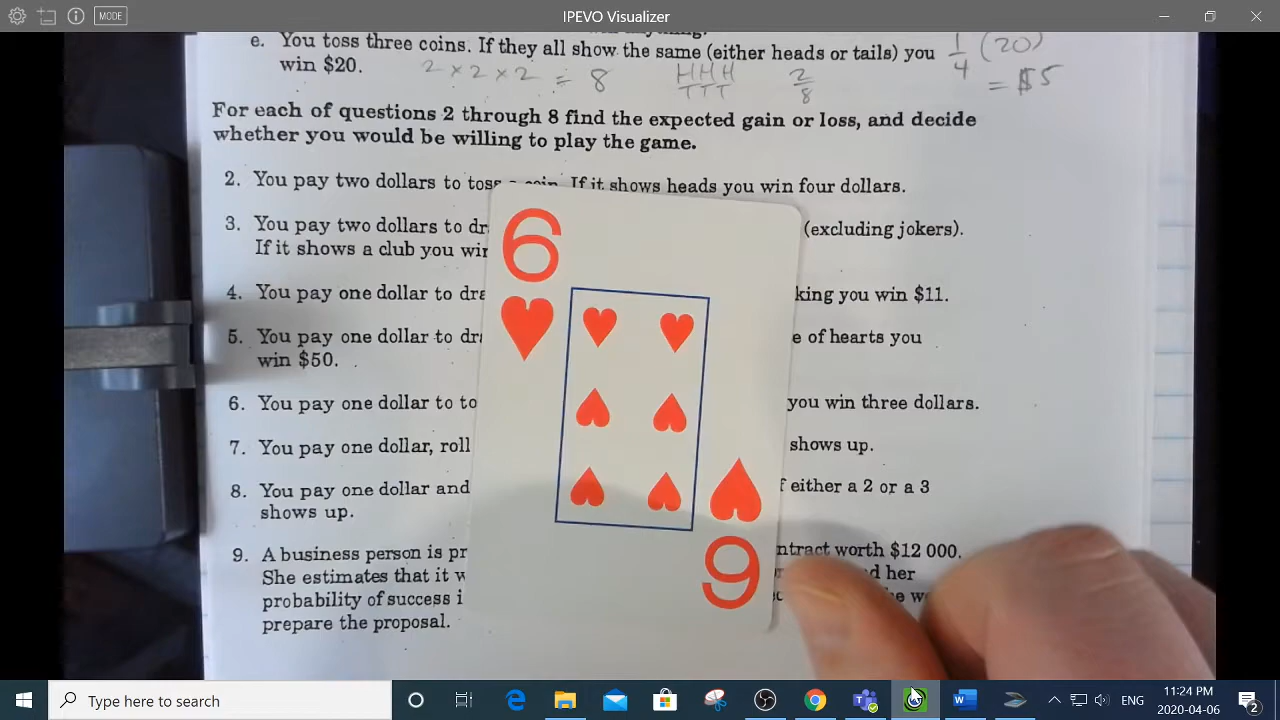 MODE
IPEVO Visualizer
e. You toss three coins. If they all show the same (either heads or tails) you
win $20.
2 x 2 x 2 = 8
HHH
TTT
2/8
1/4 (20)
= $5
For each of questions 2 through 8 find the expected gain or loss, and decide
whether you would be willing to play the game.
2. You pay two dollars to toss a coin. If it shows heads you win four dollars.
3. You pay two dollars to (excluding jokers).
If it shows a club you
4. You pay one dollar to king you win $11.
5. You pay one dollar to of hearts you
win $50.
6. You pay one dollar to you win three dollars.
7. You pay one dollar, roll shows up.
8. You pay one dollar and either a 2 or a 3
shows up.
9. A business person is worth $12 000.
She estimates that it her
probability of success
prepare the proposal.
6
6
Type here to search
ENG
11:24 PM
2020-04-06
2